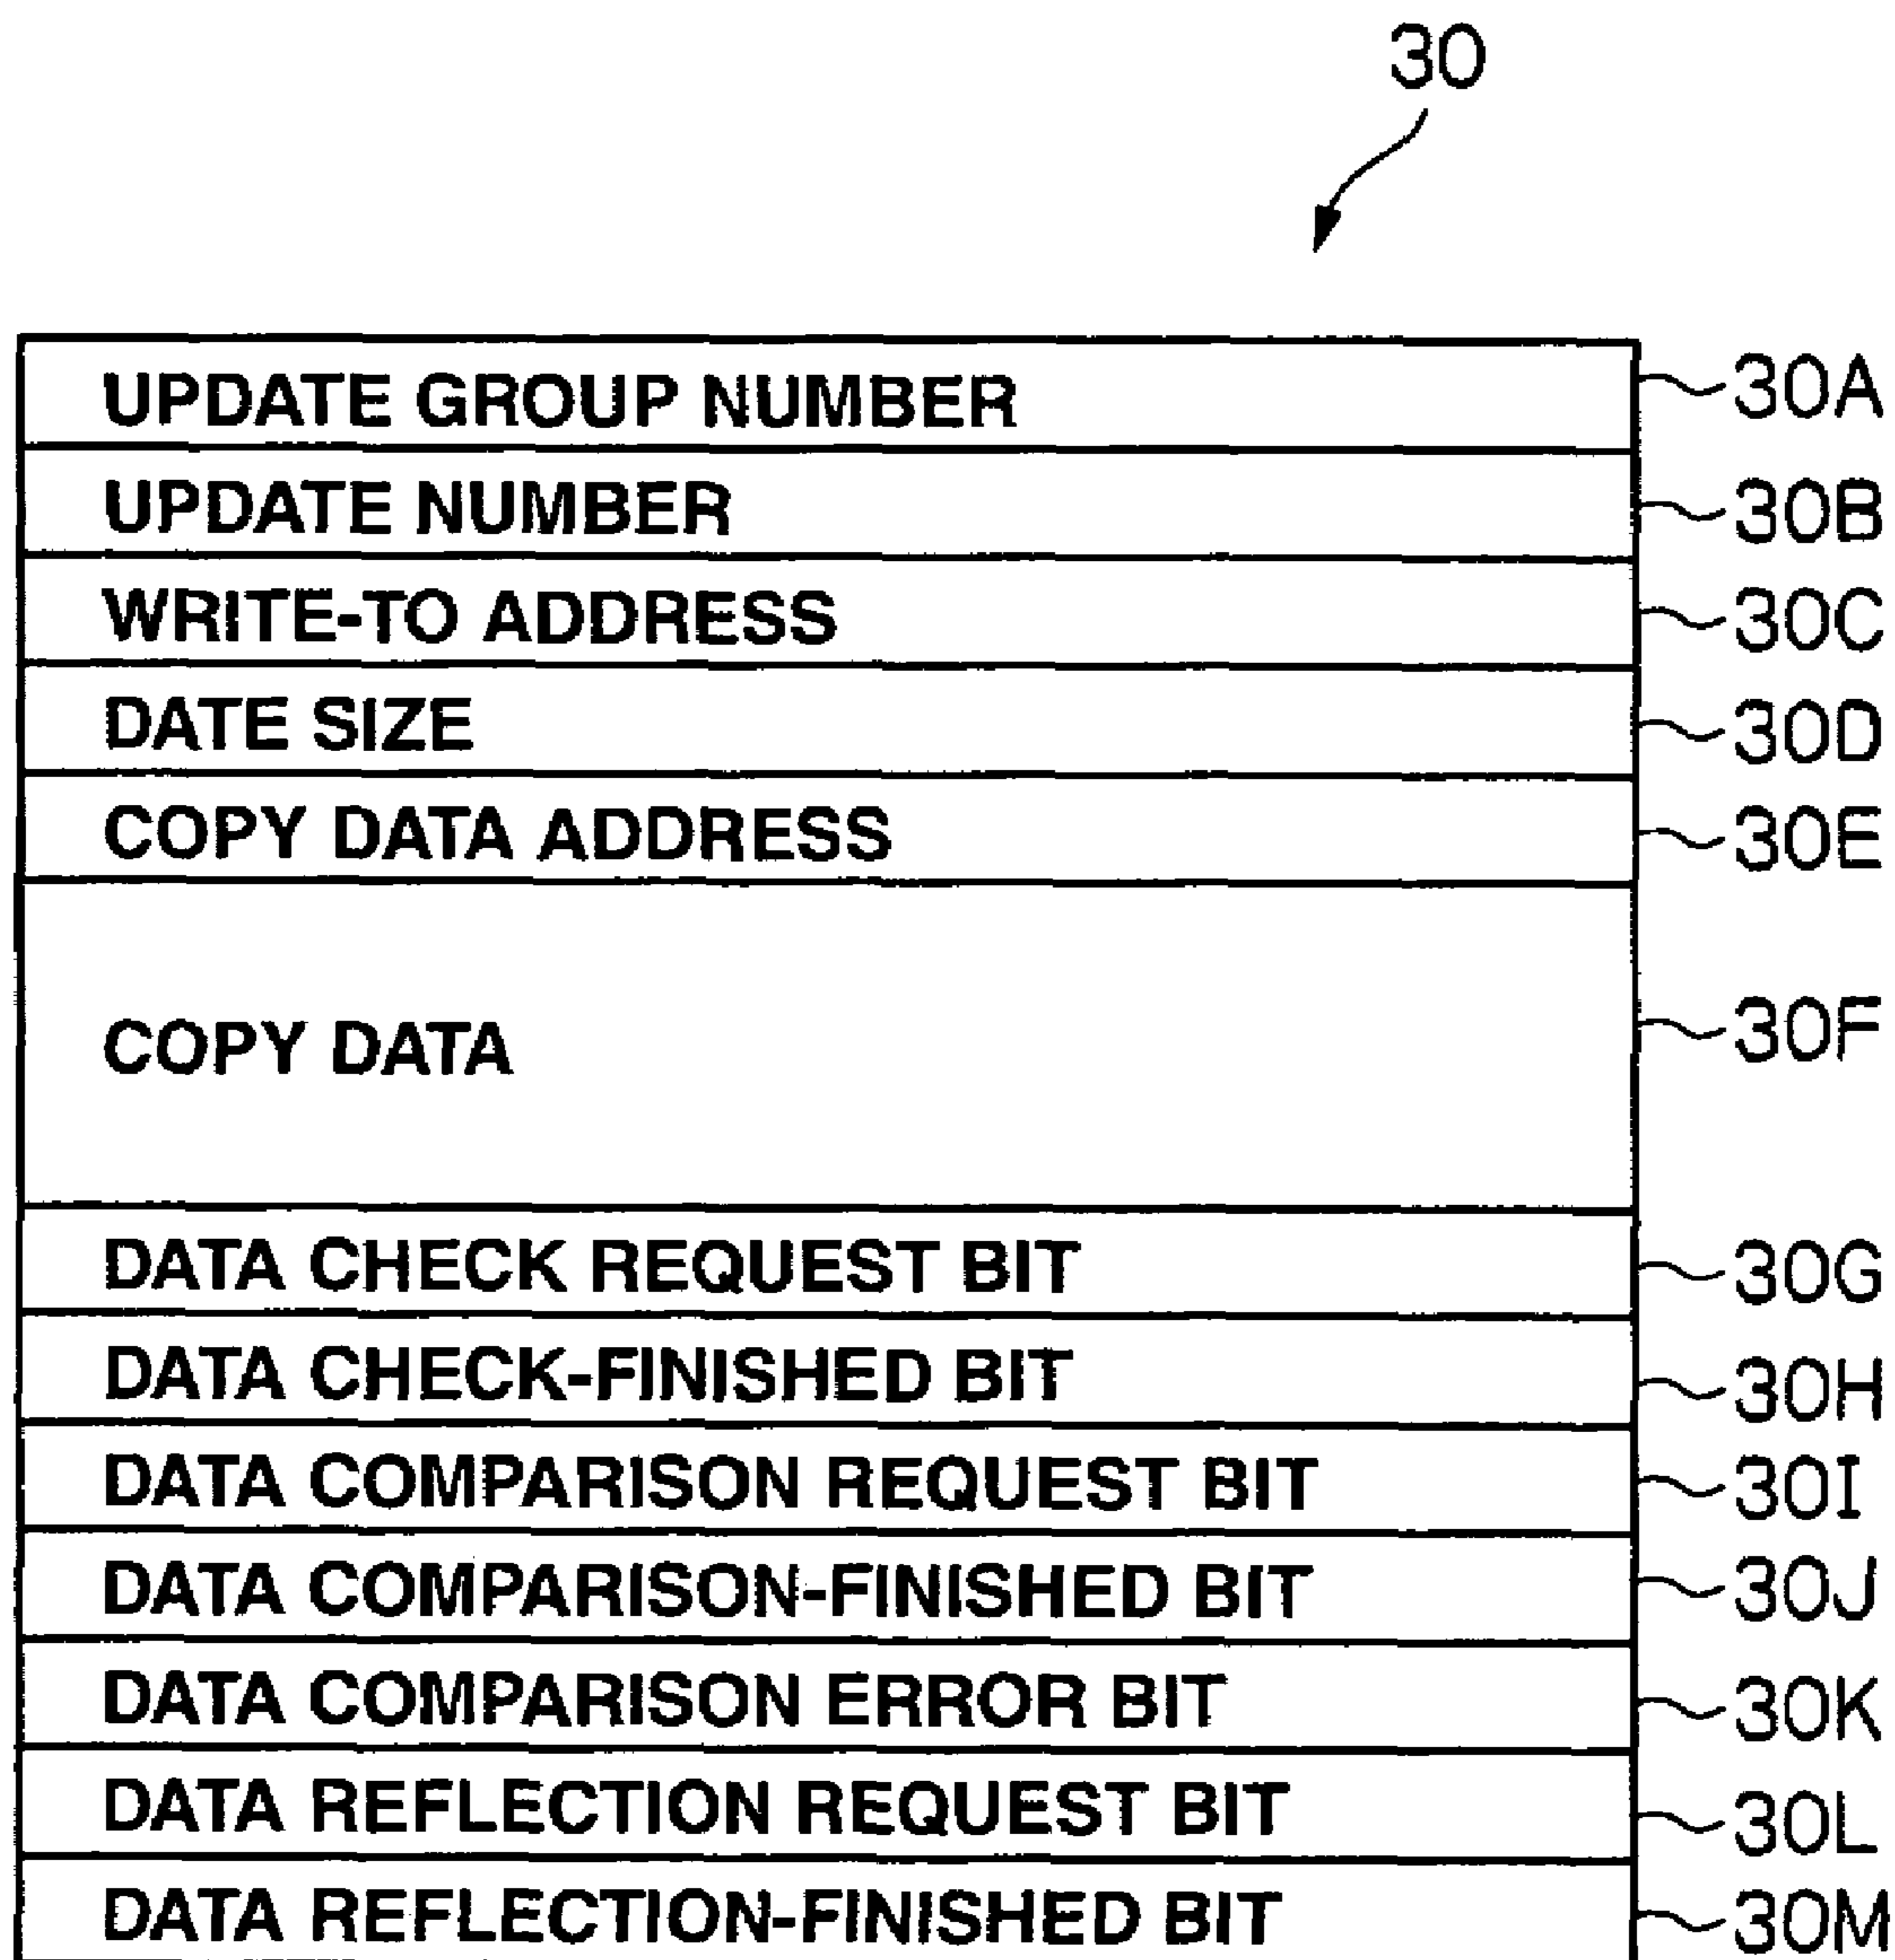 30
UPDATE GROUP NUMBER 30A
UPDATE NUMBER 30B
WRITE-TO ADDRESS 30C
DATE SIZE 30D
COPY DATA ADDRESS 30E
COPY DATA 30F
DATA CHECK REQUEST BIT 30G
DATA CHECK-FINISHED BIT 30H
DATA COMPARISON REQUEST BIT 30I
DATA COMPARISON-FINISHED BIT 30J
DATA COMPARISON ERROR BIT 30K
DATA REFLECTION REQUEST BIT 30L
DATA REFLECTION-FINISHED BIT 30M